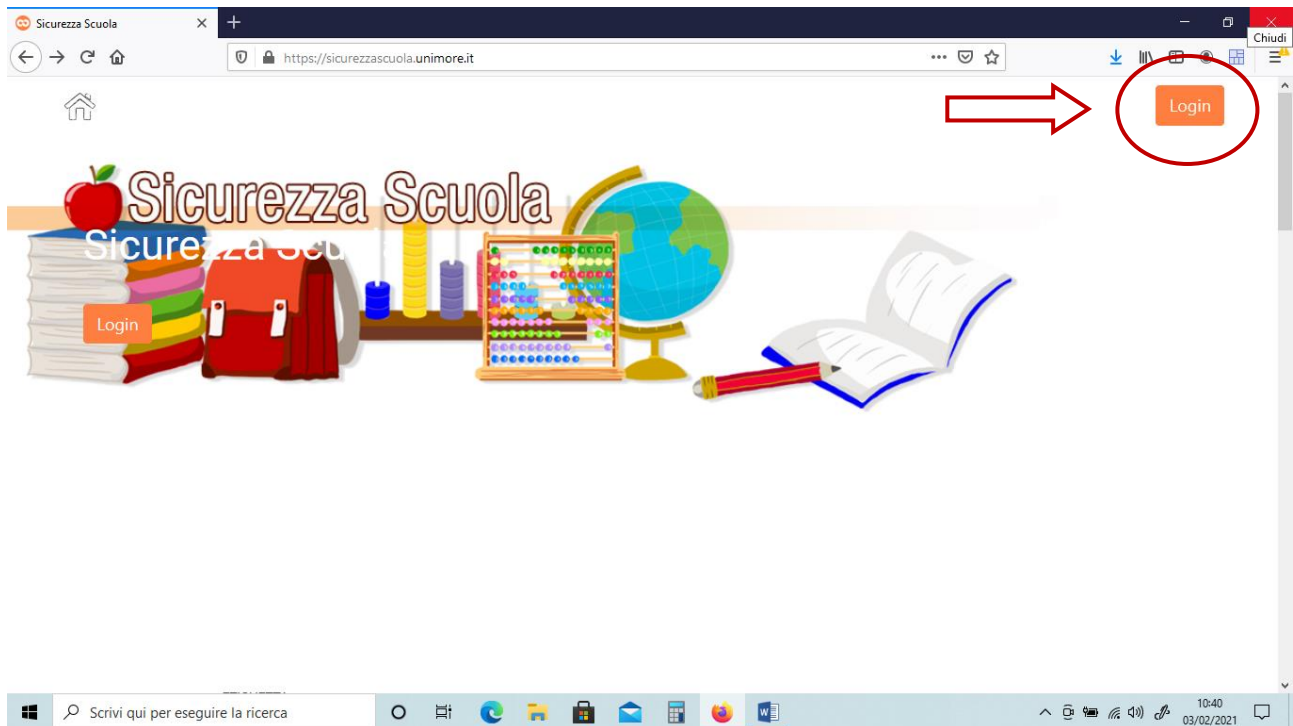 Sicurezza Scuola
Chiudi
https://sicurezzascuola.unimore.it
Login
Sicurezza Scuola
Sicurezza
Login
Scrivi qui per eseguire la ricerca
10:40
03/02/2021